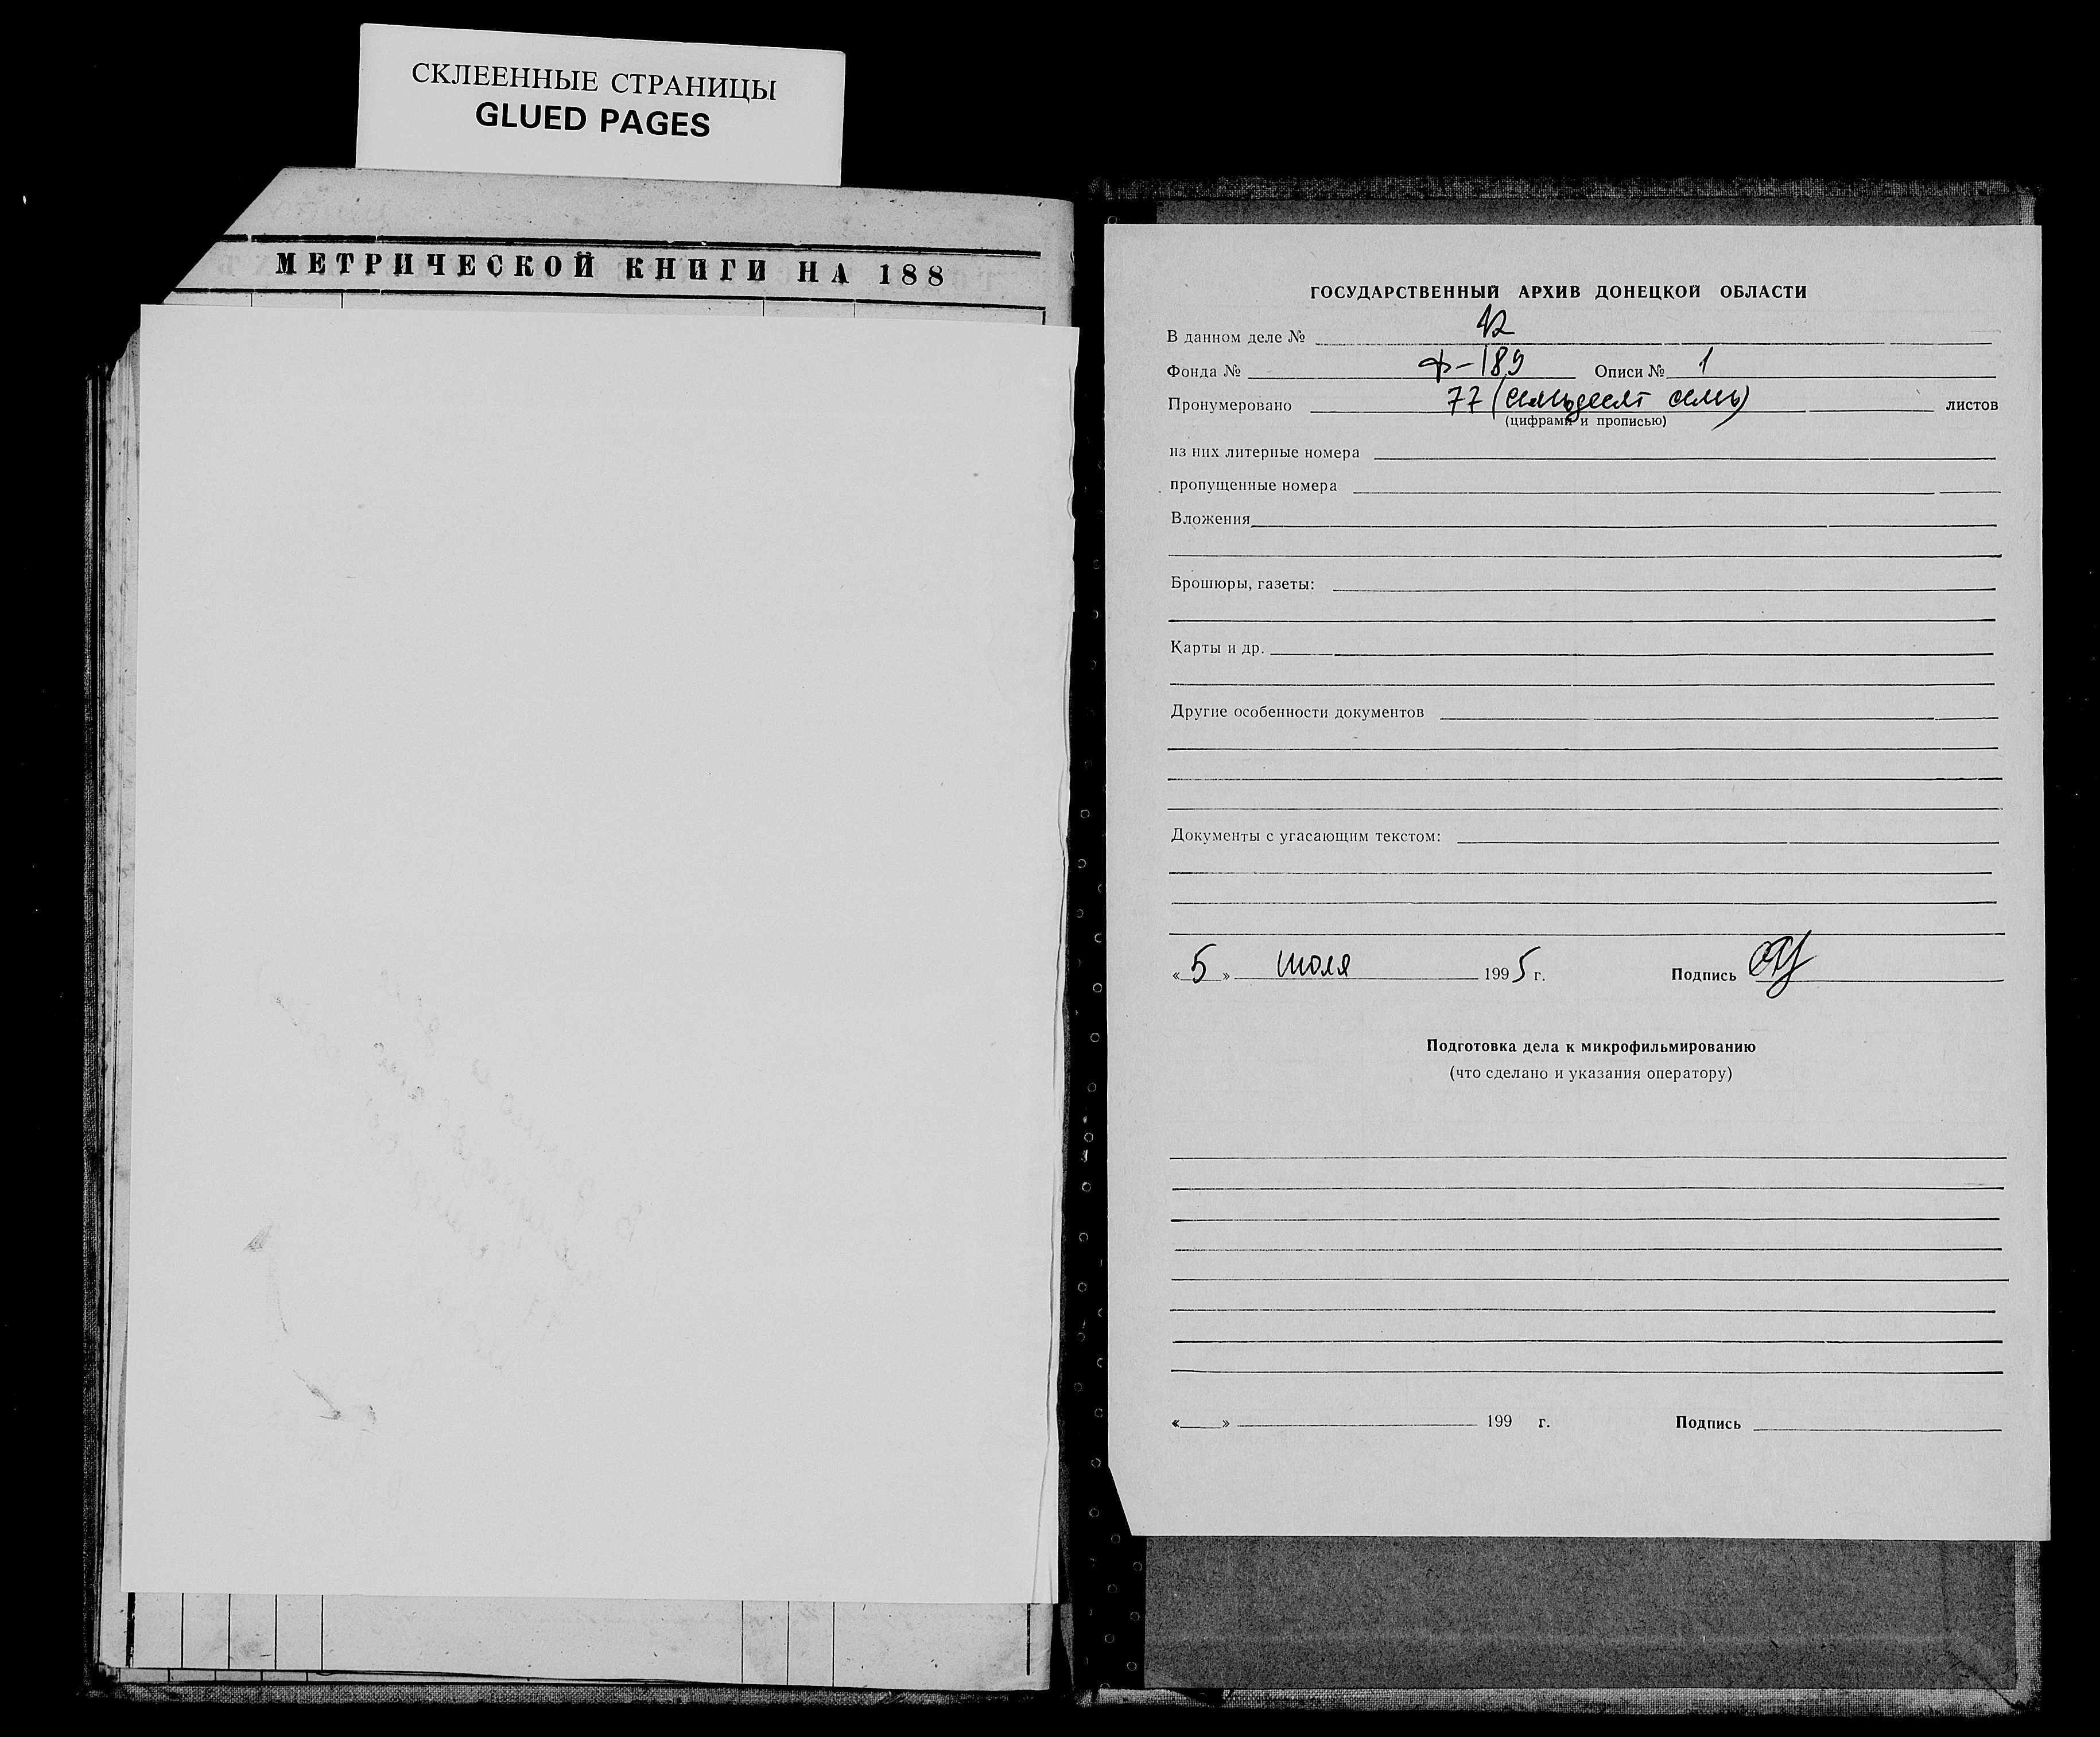 СКЛЕЕННЫЕ СТРАНИЦЫ
GLUED PAGES
МЕТРИЧЕСКОЙ КНИГИ НА 188
ГОСУДАРСТВЕННЫЙ АРХИВ ДОНЕЦКОЙ ОБЛАСТИ
В данном деле №
Фонда № Ф-189 Описи № 1
Пронумеровано 77 (семьдесят семь) листов
(цифрами и прописью)
из них литерные номера
пропущенные номера
Вложения
Брошюры, газеты:
Карты и др.
Другие особенности документов
Документы с угасающим текстом:
«5» июля 1995 г. Подпись
Подготовка дела к микрофильмированию
(что сделано и указания оператору)
« » 199 г. Подпись